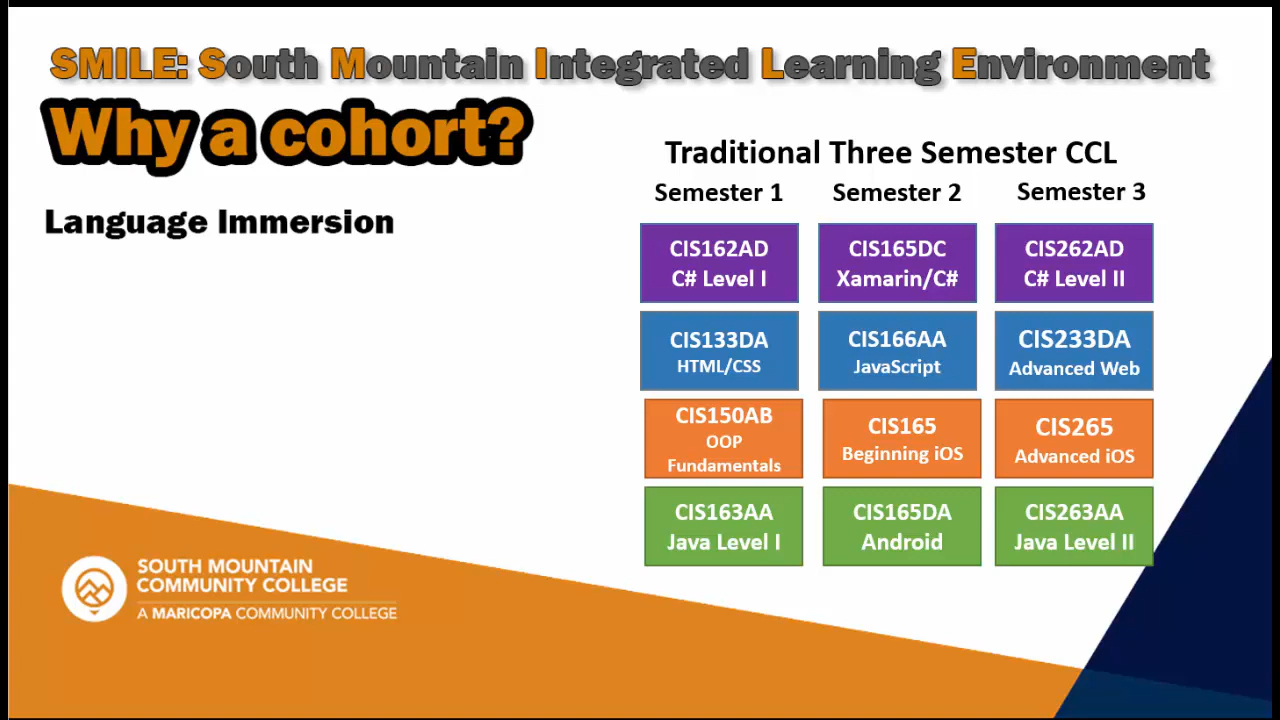 SMILE: South Mountain Integrated Learning Environment
Why a cohort?
Language Immersion
Traditional Three Semester CCL
Semester 1 Semester 2 Semester 3
CIS162AD
C# Level I
CIS165DC
Xamarin/C#
CIS262AD
C# Level II
CIS133DA
HTML/CSS
CIS166AA
JavaScript
CIS233DA
Advanced Web
CIS150AB
OOP
Fundamentals
CIS165
Beginning iOS
CIS265
Advanced iOS
CIS163AA
Java Level I
CIS165DA
Android
CIS263AA
Java Level II
SOUTH MOUNTAIN
COMMUNITY COLLEGE
A MARICOPA COMMUNITY COLLEGE